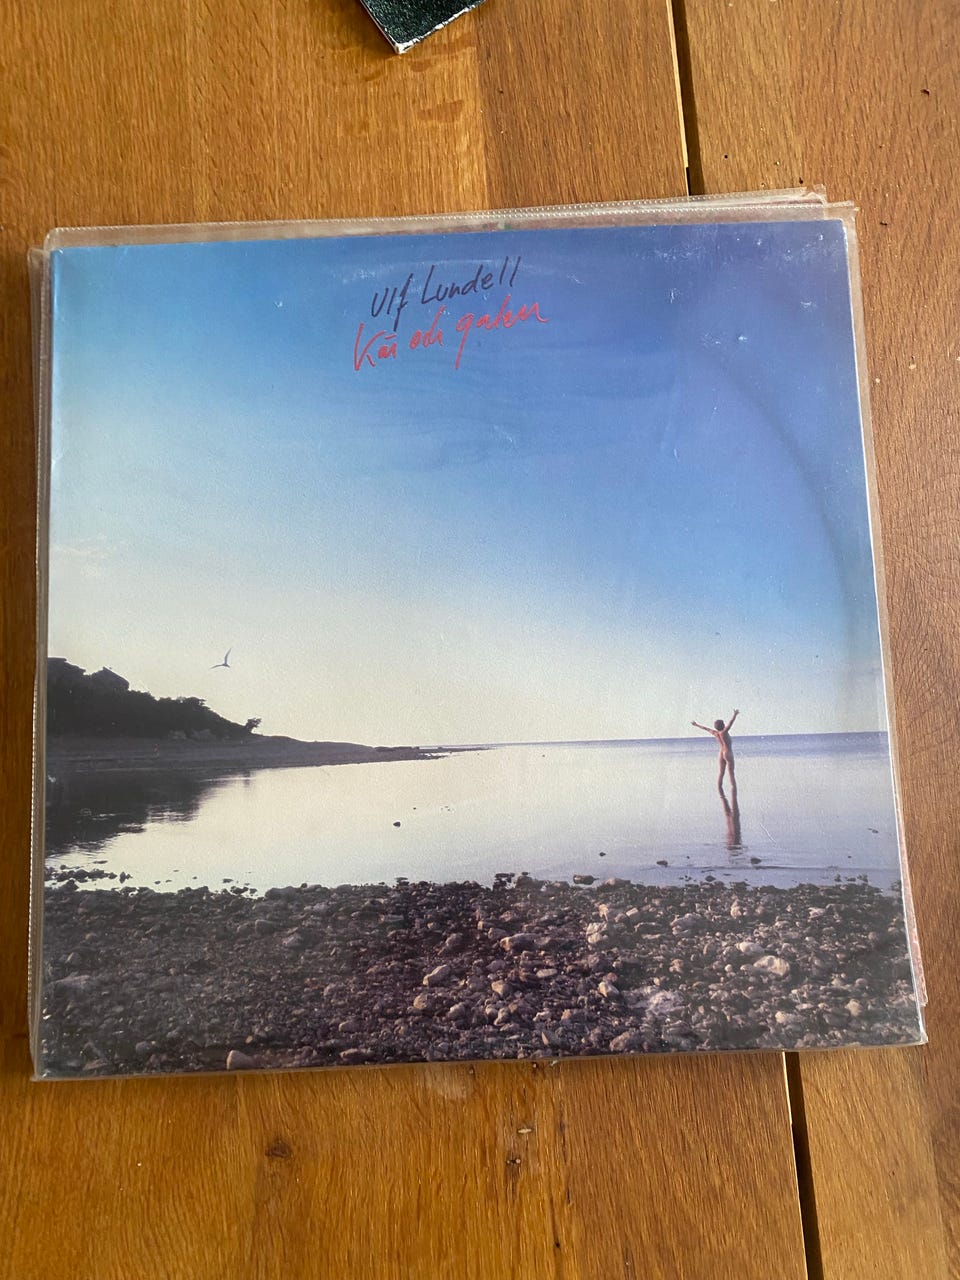 Ulf Lundell
Kär och galen